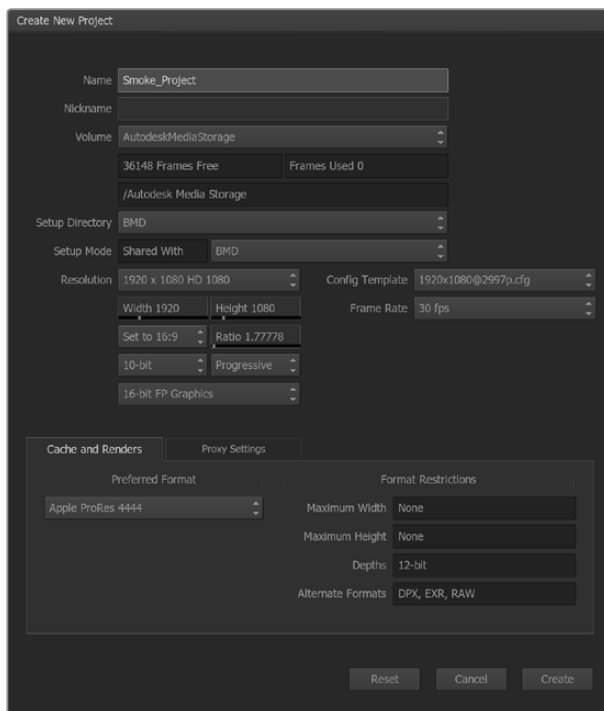 Create New Project
Name Smoke_Project
Nickname
Volume AutodeskMediaStorage
36148 Frames Free Frames Used 0
/Autodesk Media Storage
Setup Directory BMD
Setup Mode Shared With BMD
Resolution 1920 x 1080 HD 1080 Config Template 1920x1080@2997p.cfg
Width 1920 Height 1080 Frame Rate 30 fps
Set to 16:9 Ratio 1.77778
10-bit Progressive
16-bit FP Graphics
Cache and Renders Proxy Settings
Preferred Format Format Restrictions
Apple ProRes 4444 Maximum Width None
Maximum Height None
Depths 12-bit
Alternate Formats DPX, EXR, RAW
Reset Cancel Create